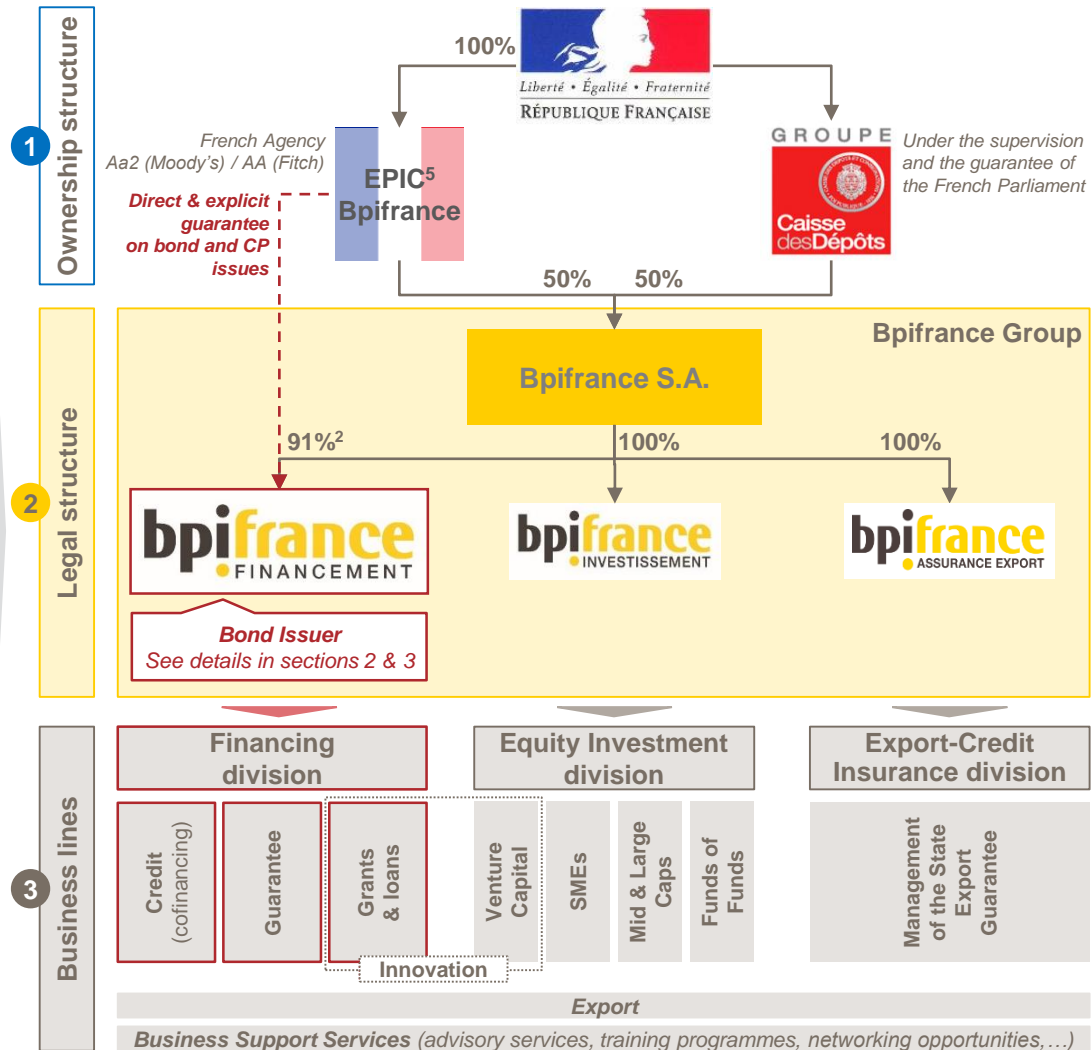 1
Ownership structure
100%
Liberté • Égalité • Fraternité
RÉPUBLIQUE FRANÇAISE
French Agency
Aa2 (Moody's) / AA (Fitch)
EPIC5
Bpifrance
Direct & explicit
guarantee
on bond and CP
issues
GROUPE
Caisse
desDépôts
Under the supervision
and the guarantee of
the French Parliament
50% 50%
2
Legal structure
Bpifrance Group
Bpifrance S.A.
91%2 100% 100%
bpifrance
FINANCEMENT
bpifrance
INVESTISSEMENT
bpifrance
ASSURANCE EXPORT
Bond Issuer
See details in sections 2 & 3
3
Business lines
Financing
division
Equity Investment
division
Export-Credit
Insurance division
Credit
(cofinancing)
Guarantee
Grants
& loans
Venture
Capital
SMEs
Mid & Large
Caps
Funds of
Funds
Management
of the State
Export
Guarantee
Innovation
Export
Business Support Services (advisory services, training programmes, networking opportunities,…)